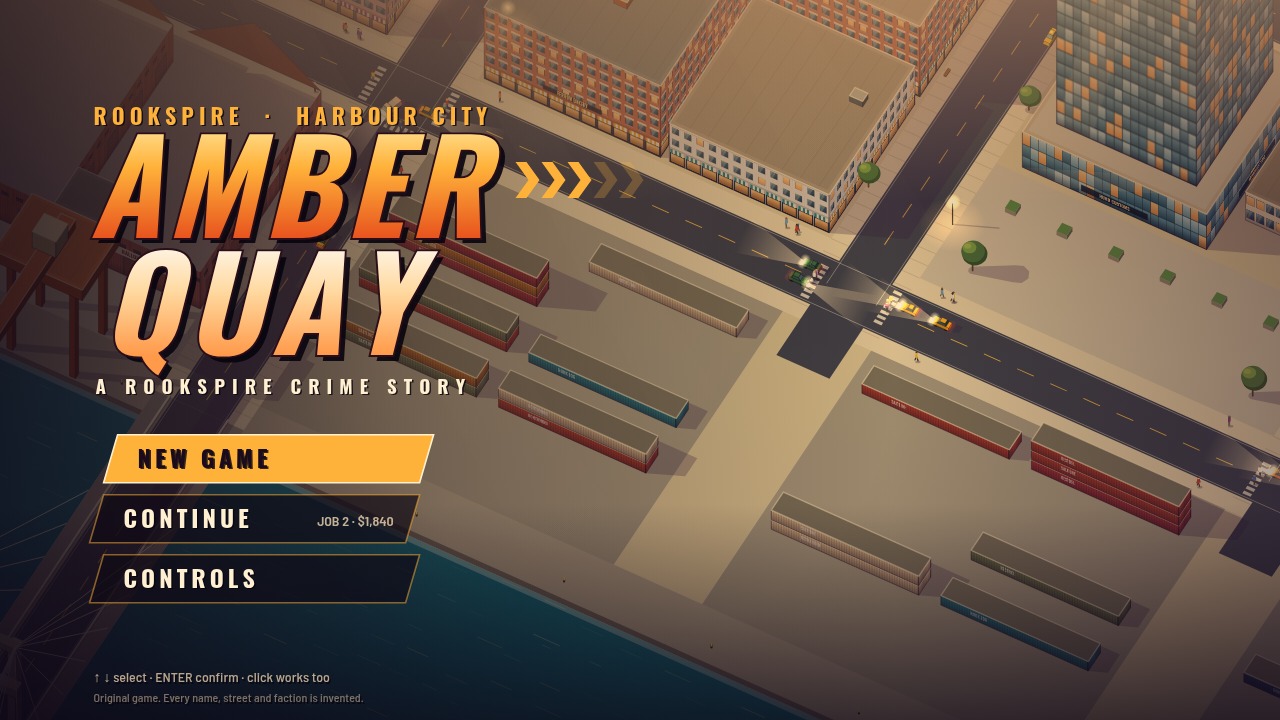 ROOKSPIRE · HARBOUR CITY
AMBER
QUAY
A ROOKSPIRE CRIME STORY
NEW GAME
CONTINUE JOB 2 · $1,840
CONTROLS
↑ ↓ select · ENTER confirm · click works too
Original game. Every name, street and faction is invented.